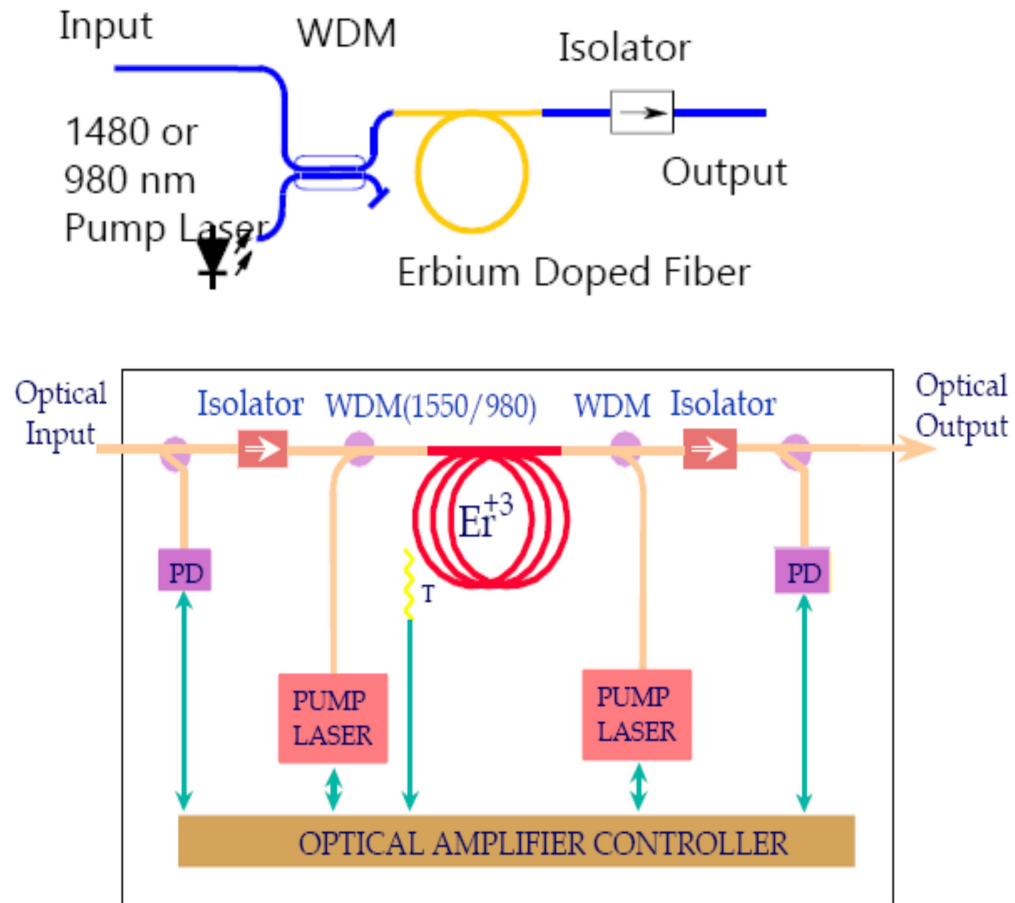 Input
WDM
Isolator
1480 or
980 nm
Pump Laser
Output
Erbium Doped Fiber
Optical
Input
Isolator
WDM(1550/980)
WDM
Isolator
Optical
Output
Er+3
PD
T
PD
PUMP
LASER
PUMP
LASER
OPTICAL AMPLIFIER CONTROLLER